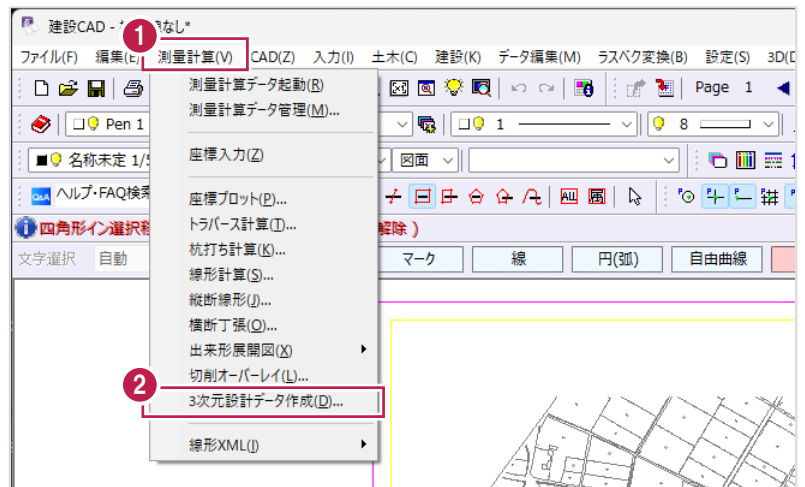 建設CAD -
1
ファイル(F) 編集(E) 測量計算(V) CAD(Z) 入力(I) 土木(C) 建設(K) データ編集(M) ラスベク変換(B) 設定(S)
測量計算データ起動(R)
Page 1
測量計算データ管理(M)...
Pen 1
1
8
座標入力(Z)
名称未定
図面
座標プロット(P)...
Q&A ヘルプ・FAQ検索
ALL 属
トラバース計算(T)...
四角形イン選択
解除 )
杭打ち計算(K)...
文字選択 自動
マーク 線 円(弧) 自由曲線
線形計算(S)...
縦断線形(J)...
横断丁張(O)...
出来形展開図(X)
切削オーバーレイ(L)...
2
3次元設計データ作成(D)...
線形XML(J)